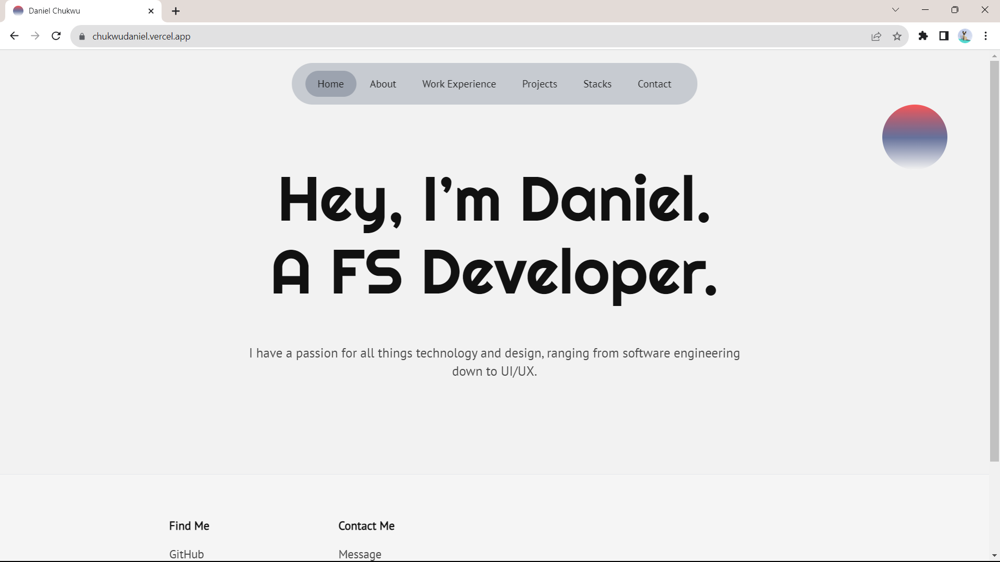 Daniel Chukwu
chukwudaniel.vercel.app
Home About Work Experience Projects Stacks Contact
Hey, I’m Daniel.
A FS Developer.
I have a passion for all things technology and design, ranging from software engineering
down to UI/UX.
Find Me Contact Me
GitHub Message